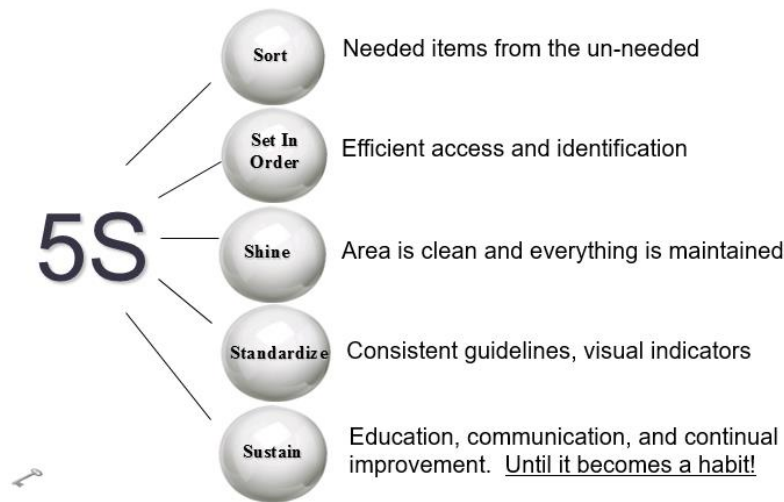 Sort
Needed items from the un-needed
Set In
Order
Efficient access and identification
5S
Shine
Area is clean and everything is maintained
Standardize
Consistent guidelines, visual indicators
Sustain
Education, communication, and continual
improvement.  Until it becomes a habit!